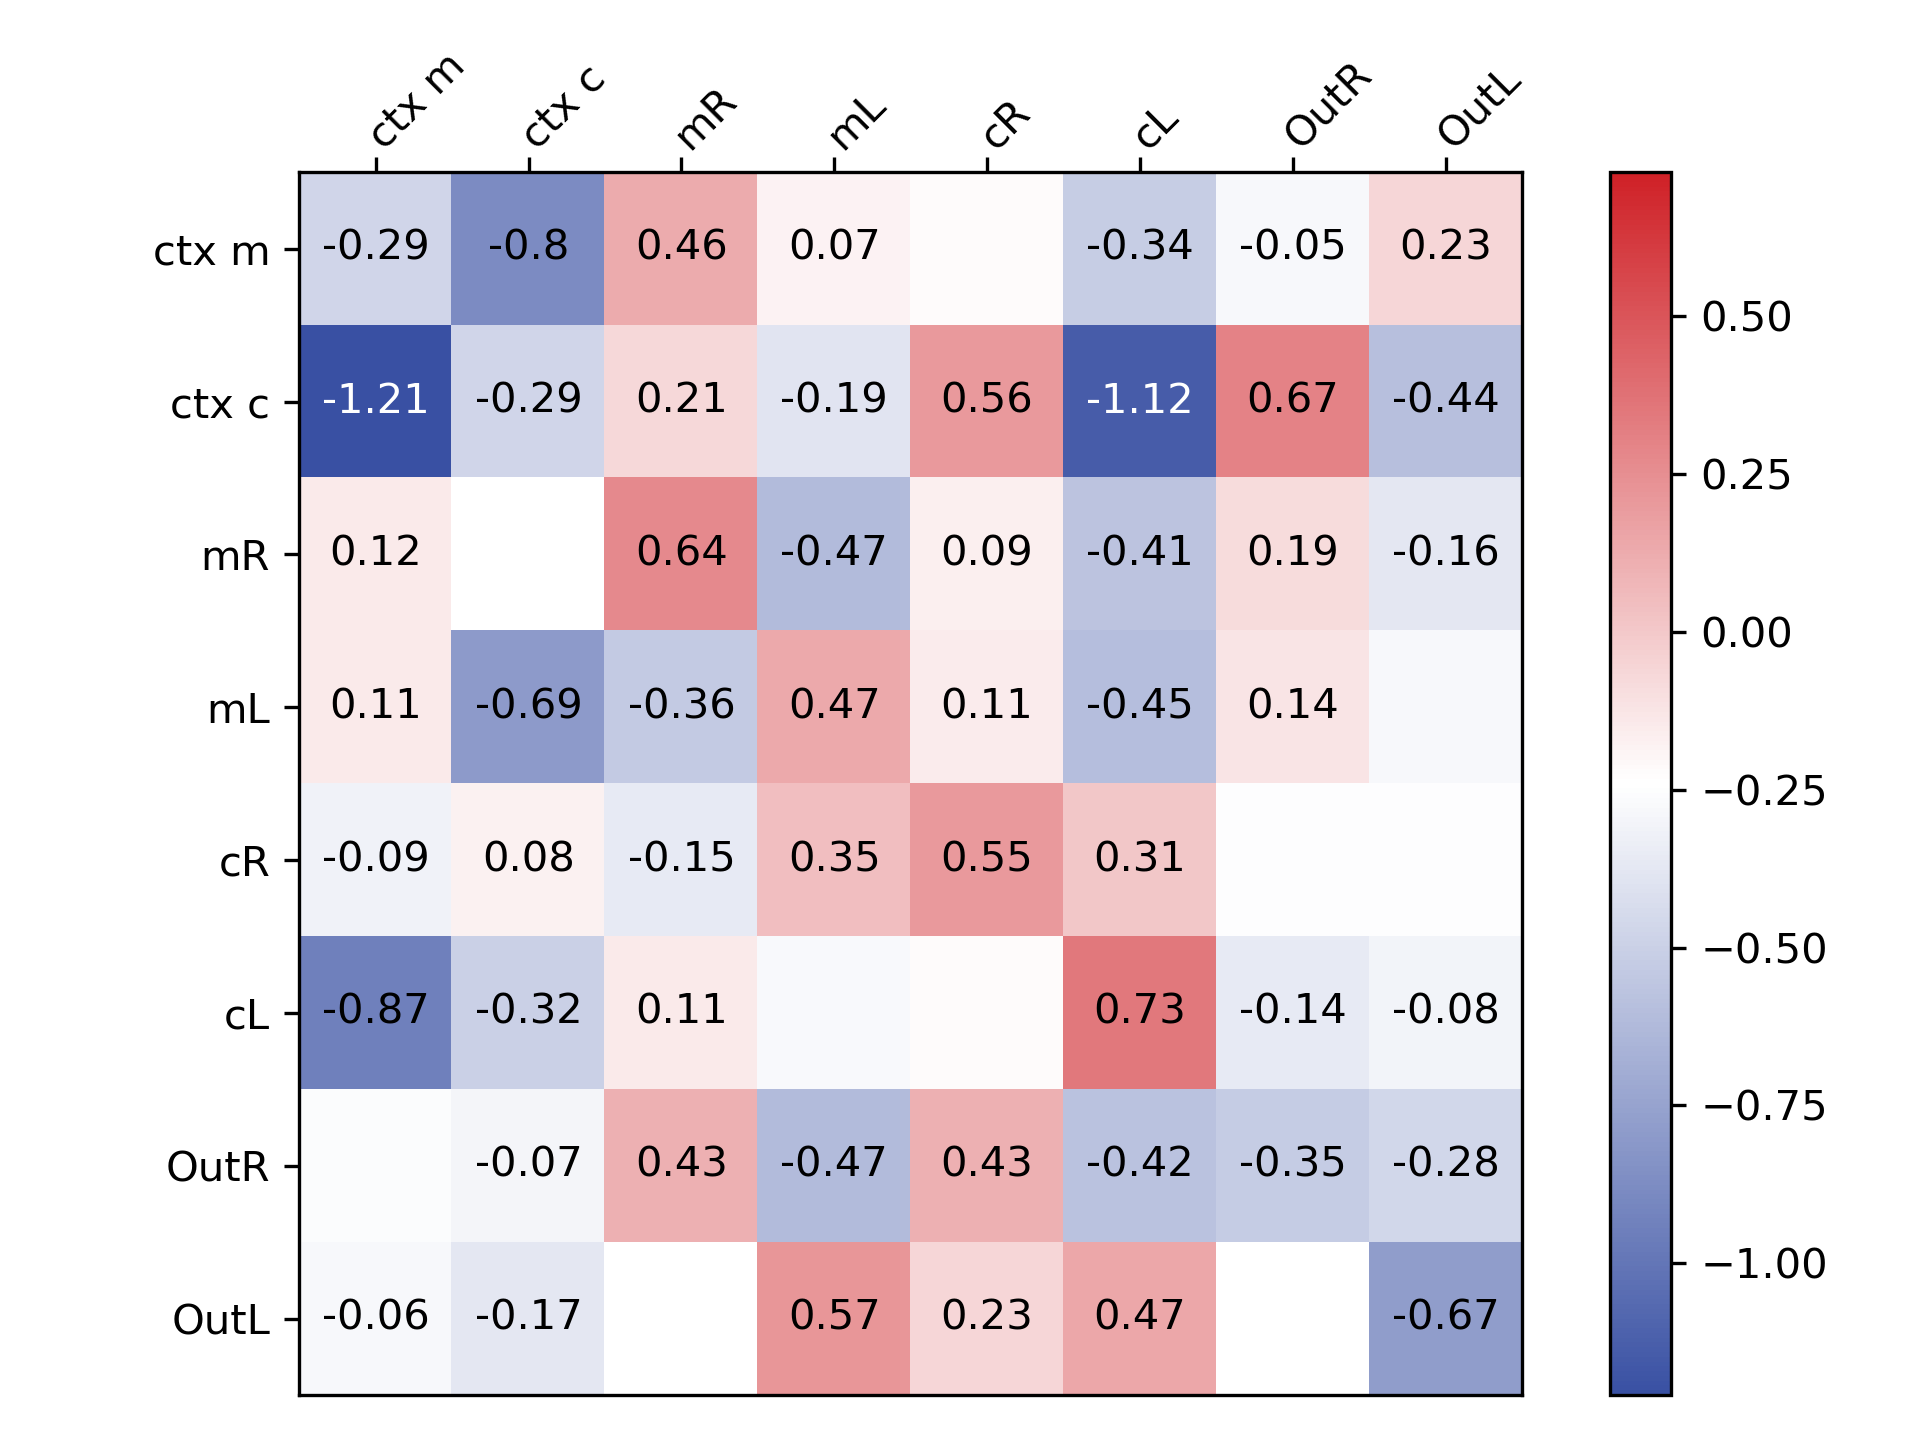 ctx m ctx c mR mL cR cL OutR OutL
ctx m -0.29 -0.8 0.46 0.07 -0.34 -0.05 0.23
ctx c -1.21 -0.29 0.21 -0.19 0.56 -1.12 0.67 -0.44
mR 0.12 0.64 -0.47 0.09 -0.41 0.19 -0.16
mL 0.11 -0.69 -0.36 0.47 0.11 -0.45 0.14
cR -0.09 0.08 -0.15 0.35 0.55 0.31
cL -0.87 -0.32 0.11 0.73 -0.14 -0.08
OutR -0.07 0.43 -0.47 0.43 -0.42 -0.35 -0.28
OutL -0.06 -0.17 0.57 0.23 0.47 -0.67
0.50
0.25
0.00
−0.25
−0.50
−0.75
−1.00